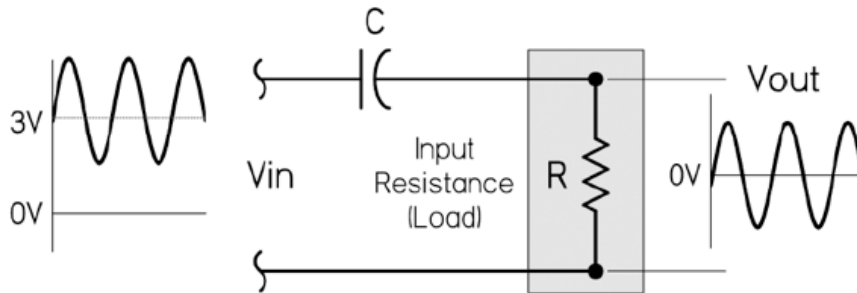 C
3V
0V
Vin
Input
Resistance
(Load)
R
Vout
0V